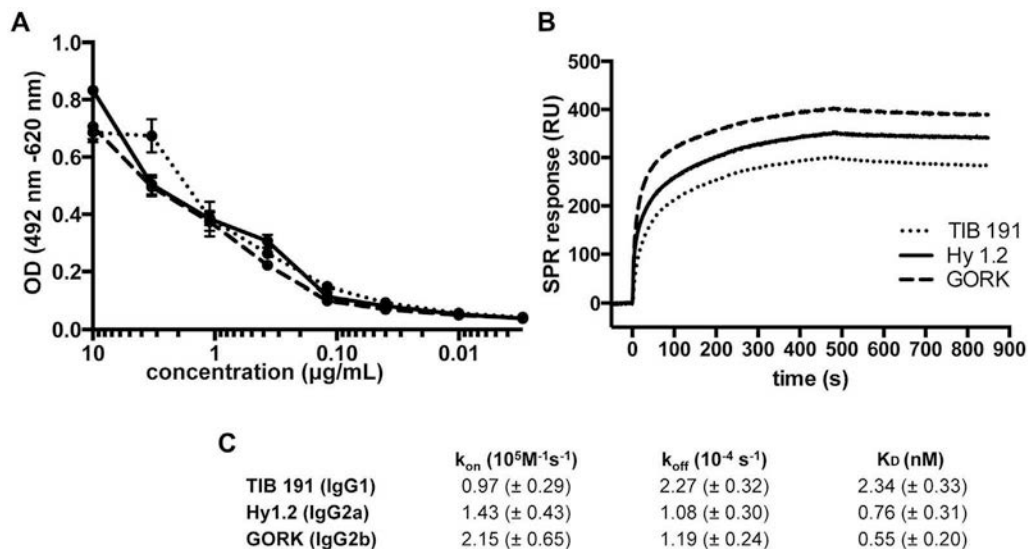 A
OD (492 nm -620 nm)
1.0
0.8
0.6
0.4
0.2
0.0
10 1 0.10 0.01
concentration (µg/mL)
B
SPR response (RU)
500
400
300
200
100
0
0 100 200 300 400 500 600 700 800 900
time (s)
TIB 191
Hy 1.2
GORK
C
kon (10⁵M⁻¹s⁻¹) koff (10⁻⁴ s⁻¹) KD (nM)
TIB 191 (IgG1) 0.97 (± 0.29) 2.27 (± 0.32) 2.34 (± 0.33)
Hy1.2 (IgG2a) 1.43 (± 0.43) 1.08 (± 0.30) 0.76 (± 0.31)
GORK (IgG2b) 2.15 (± 0.65) 1.19 (± 0.24) 0.55 (± 0.20)